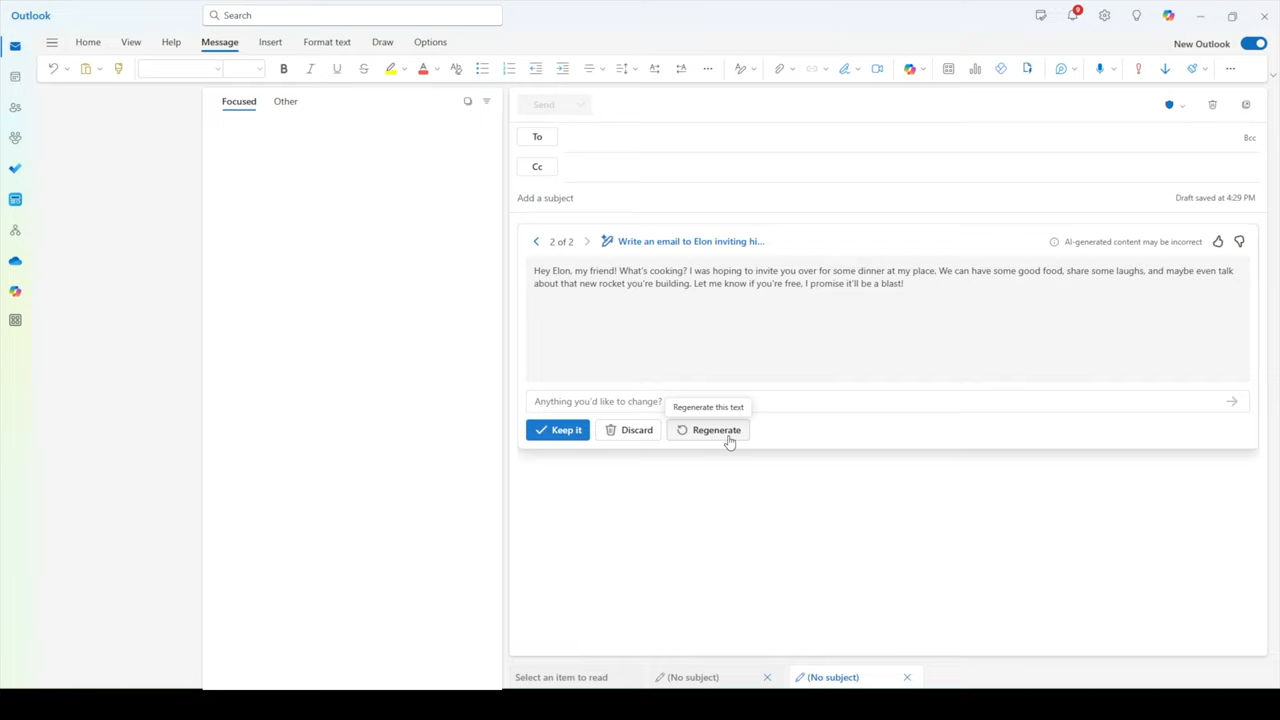 Outlook
Search
9
Home View Help Message Insert Format text Draw Options
New Outlook
Focused Other
Send
To
Bcc
Cc
Add a subject
Draft saved at 4:29 PM
2 of 2
Write an email to Elon inviting hi...
AI-generated content may be incorrect
Hey Elon, my friend! What's cooking? I was hoping to invite you over for some dinner at my place. We can have some good food, share some laughs, and maybe even talk
about that new rocket you're building. Let me know if you're free, I promise it'll be a blast!
Anything you'd like to change?
Regenerate this text
Keep it
Discard
Regenerate
Select an item to read
(No subject)
(No subject)